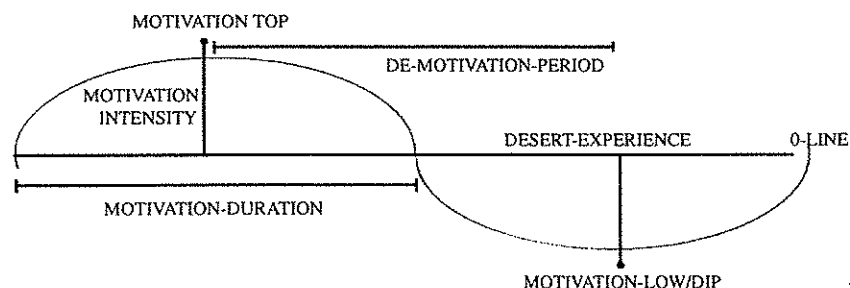 MOTIVATION TOP
DE-MOTIVATION-PERIOD
MOTIVATION
INTENSITY
DESERT-EXPERIENCE
0-LINE
MOTIVATION-DURATION
MOTIVATION-LOW/DIP